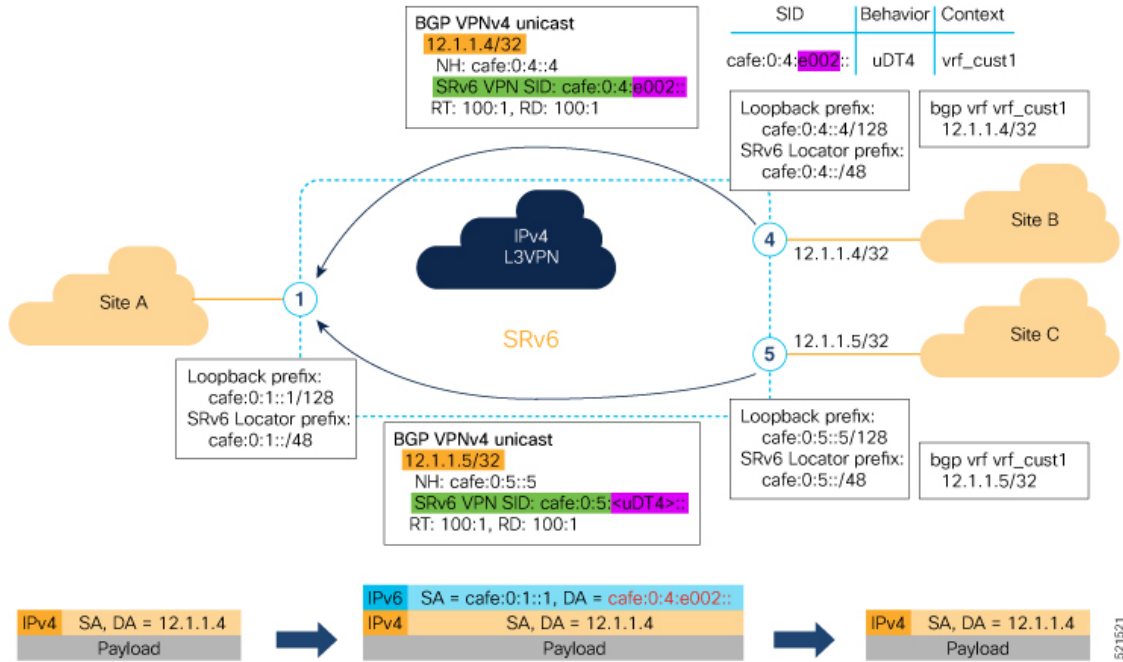 BGP VPNv4 unicast
12.1.1.4/32
NH: cafe:0:4::4
SRv6 VPN SID: cafe:0:4:e002::
RT: 100:1, RD: 100:1
SID Behavior Context
cafe:0:4:e002:: uDT4 vrf_cust1
Loopback prefix:
cafe:0:4::4/128
SRv6 Locator prefix:
cafe:0:4::/48
bgp vrf vrf_cust1
12.1.1.4/32
IPv4
L3VPN
4
12.1.1.4/32
Site B
Site A
1
SRv6
5
12.1.1.5/32
Site C
Loopback prefix:
cafe:0:1::1/128
SRv6 Locator prefix:
cafe:0:1::/48
BGP VPNv4 unicast
12.1.1.5/32
NH: cafe:0:5::5
SRv6 VPN SID: cafe:0:5:<uDT4>::
RT: 100:1, RD: 100:1
Loopback prefix:
cafe:0:5::5/128
SRv6 Locator prefix:
cafe:0:5::/48
bgp vrf vrf_cust1
12.1.1.5/32
IPv4 SA, DA = 12.1.1.4
Payload
IPv6 SA = cafe:0:1::1, DA = cafe:0:4:e002::
IPv4 SA, DA = 12.1.1.4
Payload
IPv4 SA, DA = 12.1.1.4
Payload
521521